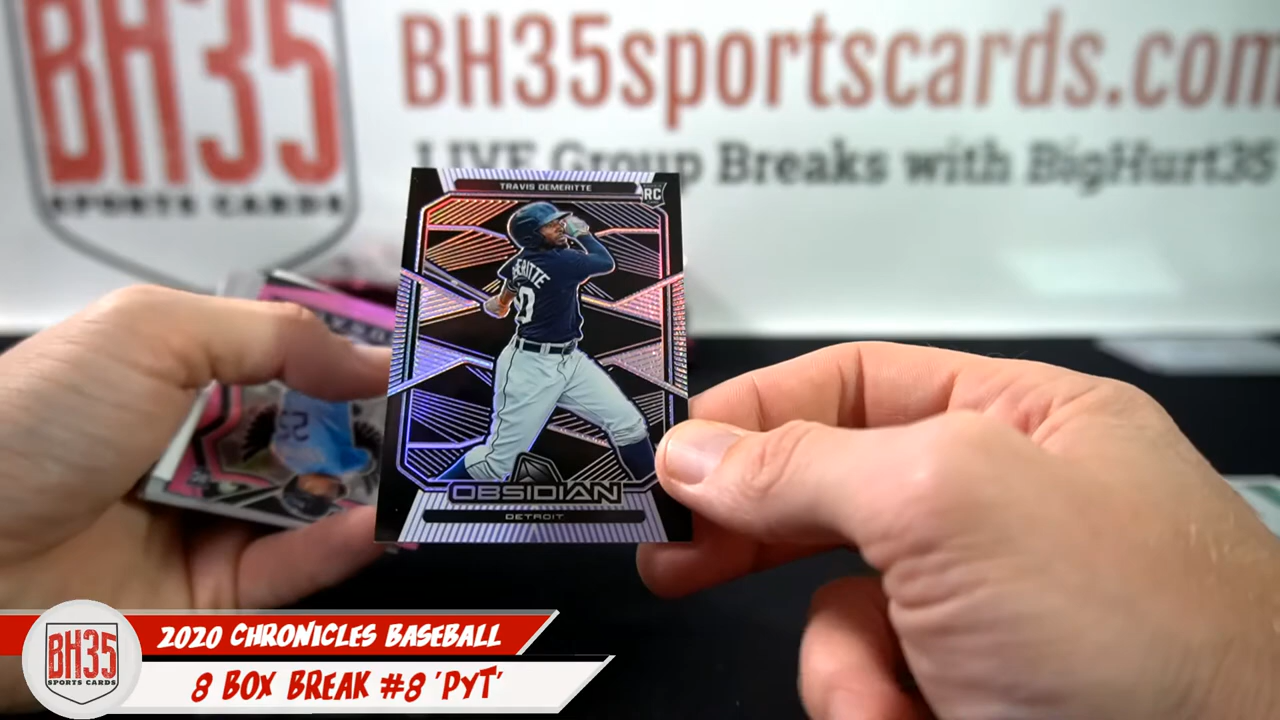 BH35
SPORTS CARDS
BH35sportscards.com
LIVE Group Breaks with BigHurt35
TRAVIS DEMERITTE
RC
OBSIDIAN
DETROIT
BH35
SPORTS CARDS
2020 CHRONICLES BASEBALL
8 BOX BREAK #8 'PYT'